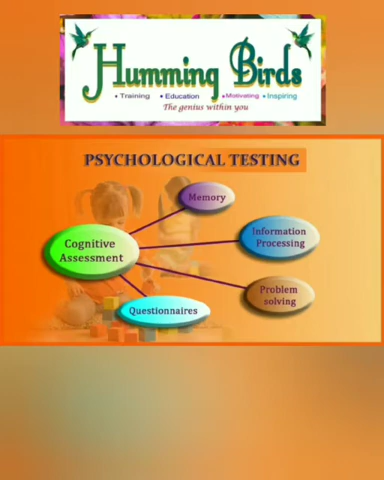 Humming Birds
• Training • Education • Motivating • Inspiring
The genius within you
PSYCHOLOGICAL TESTING
Memory
Cognitive
Assessment
Information
Processing
Problem
solving
Questionnaires